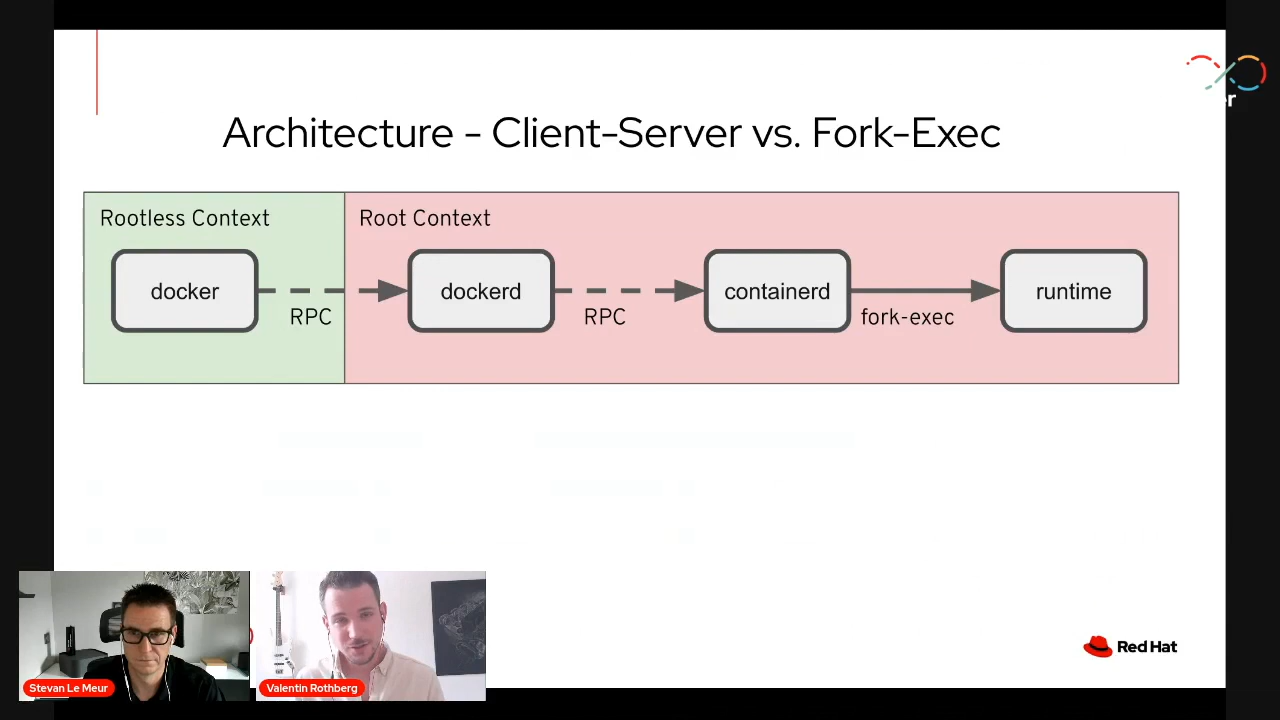 Architecture - Client-Server vs. Fork-Exec
Rootless Context
Root Context
docker
dockerd
containerd
runtime
RPC
RPC
fork-exec
er
Red Hat
Stevan Le Meur
Valentin Rothberg